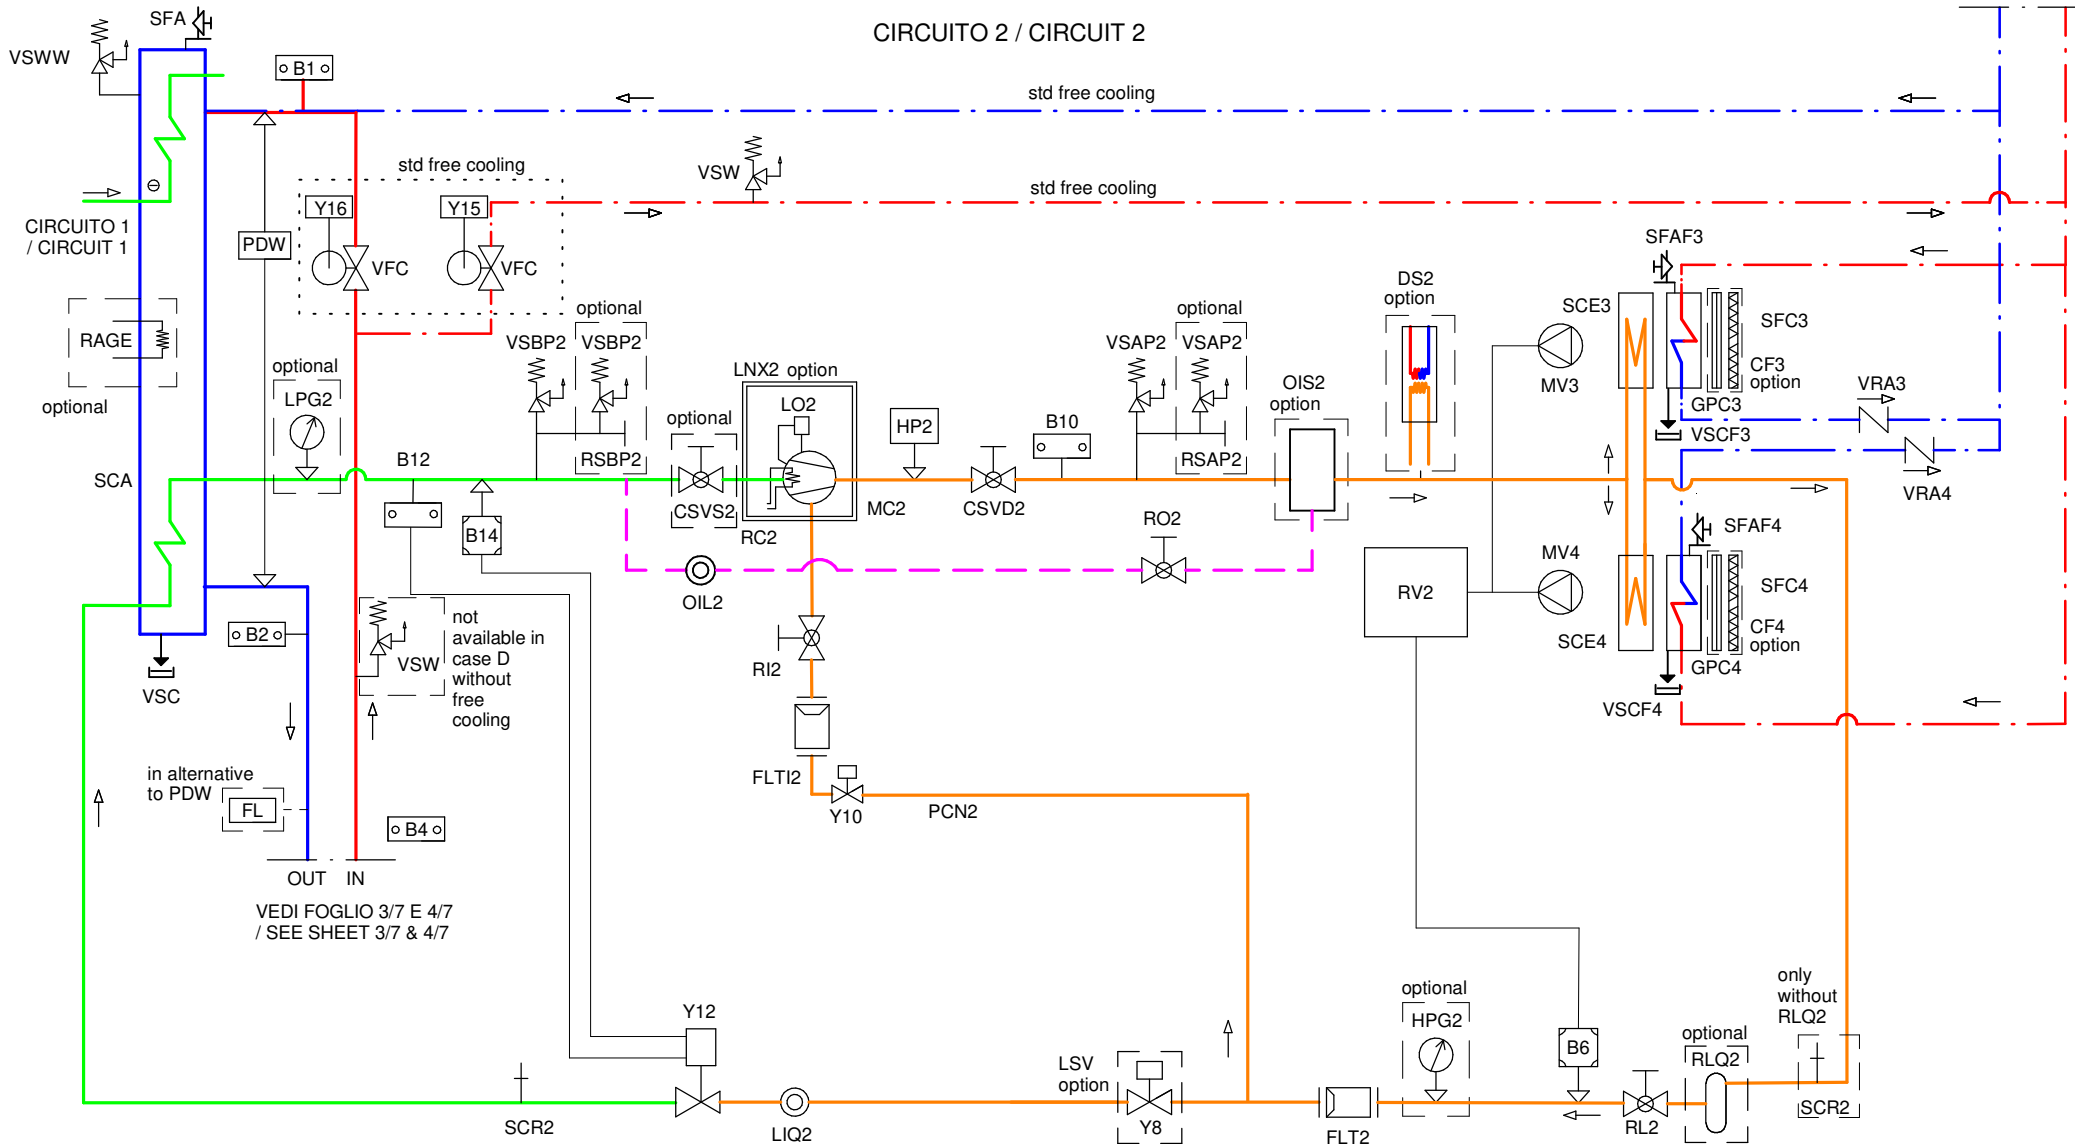 CIRCUITO 2 / CIRCUIT 2
SFA
VSWW
B1
std free cooling
std free cooling
VSW
std free cooling
Y16
Y15
CIRCUITO 1
/ CIRCUIT 1
PDW
VFC
VFC
SFAF3
DS2
option
SCE3
SFC3
optional
optional
RAGE
VSBP2
VSBP2
VSAP2
VSAP2
MV3
CF3
option
optional
optional
LNX2 option
OIS2
option
VRA3
LPG2
LO2
GPC3
HP2
B10
VSCF3
optional
SCA
B12
RSBP2
RSAP2
CSVS2
MC2
CSVD2
VRA4
B14
RC2
RO2
SFAF4
MV4
OIL2
RV2
SFC4
B2
not
available in
case D
without
free
cooling
VSW
SCE4
CF4
option
RI2
GPC4
VSC
VSCF4
in alternative
to PDW
FLTI2
FL
Y10
PCN2
B4
OUT
IN
VEDI FOGLIO 3/7 E 4/7
/ SEE SHEET 3/7 & 4/7
only
without
RLQ2
optional
Y12
HPG2
optional
B6
LSV
option
RLQ2
SCR2
SCR2
LIQ2
Y8
FLT2
RL2